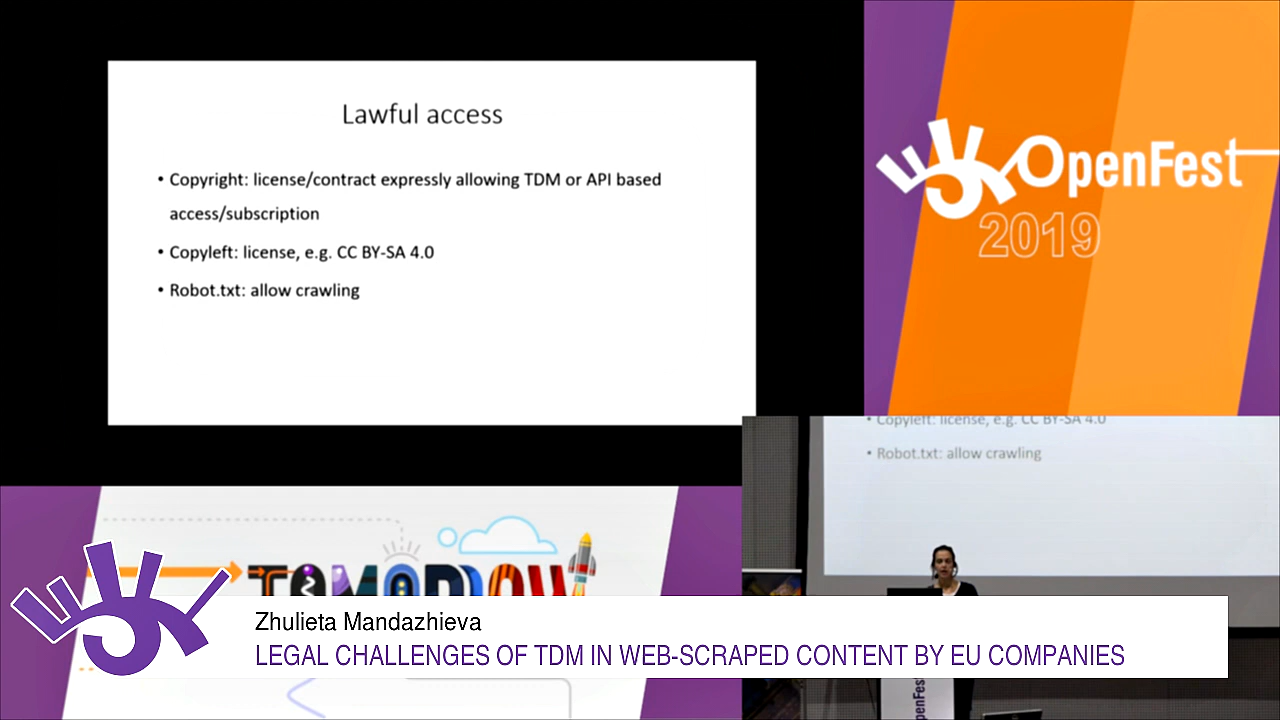 Lawful access
• Copyright: license/contract expressly allowing TDM or API based
access/subscription
• Copyleft: license, e.g. CC BY-SA 4.0
• Robot.txt: allow crawling
OpenFest
2019
Copyleft: license, e.g. CC BY-SA 4.0
• Robot.txt: allow crawling
TOMORROW
Zhulieta Mandazhieva
LEGAL CHALLENGES OF TDM IN WEB-SCRAPED CONTENT BY EU COMPANIES
penFes